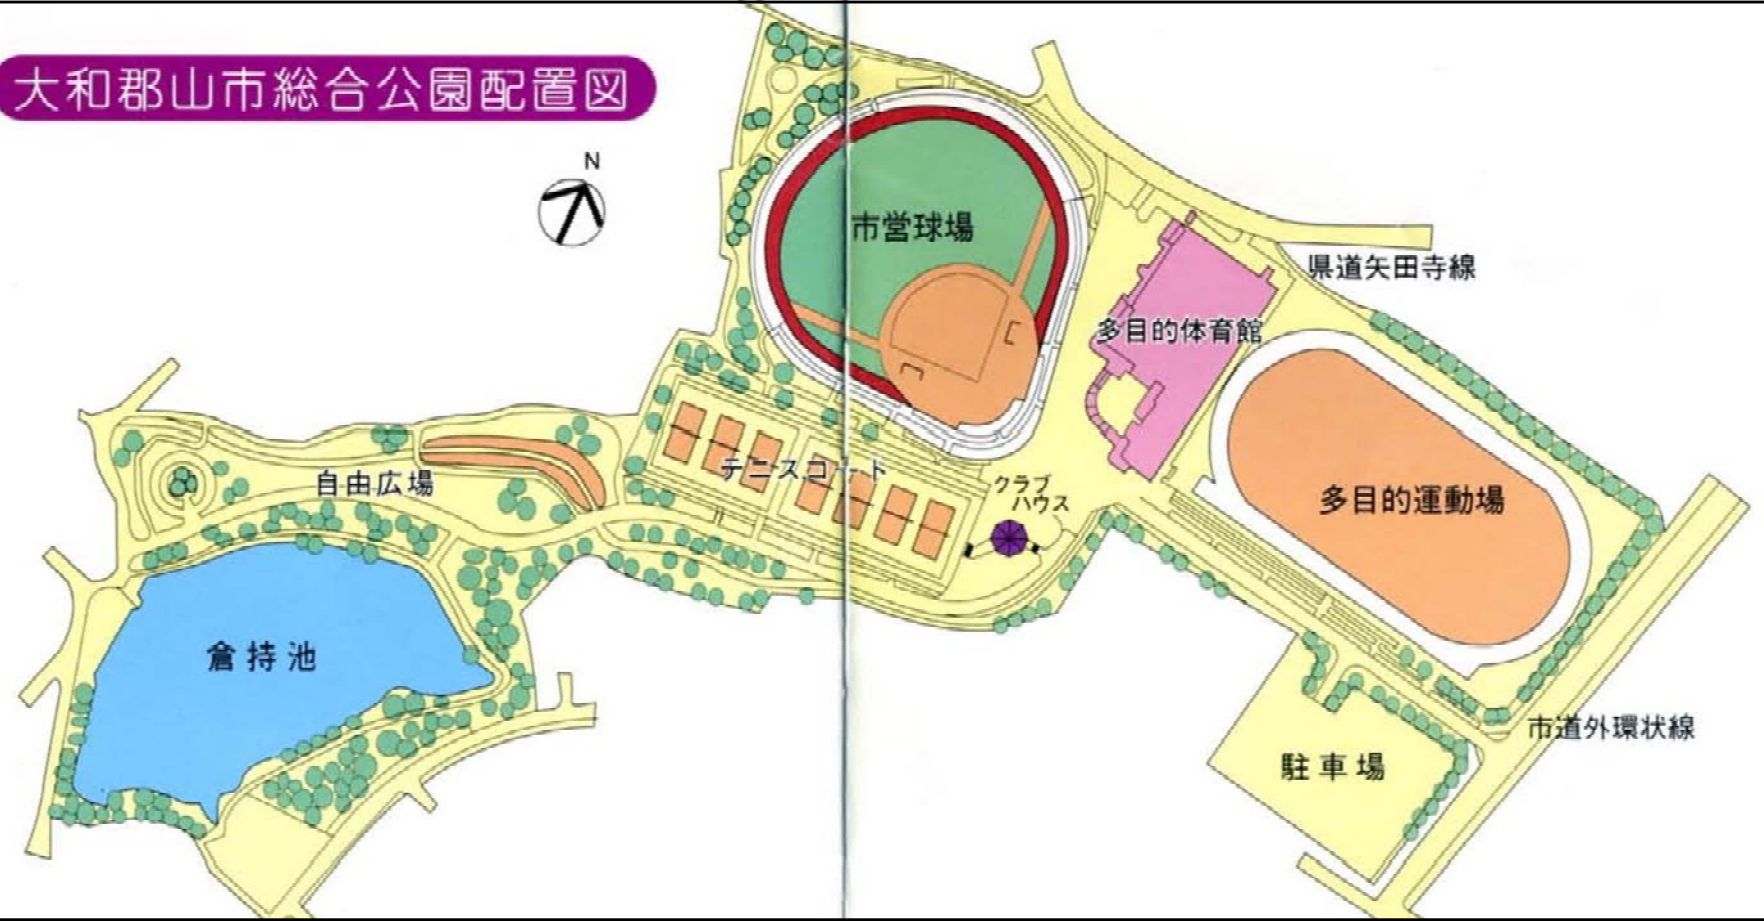 大和郡山市総合公園配置図
N
市営球場
県道矢田寺線
多目的体育館
テニスコート
クラブ
ハウス
自由広場
多目的運動場
倉持池
市道外環状線
駐車場